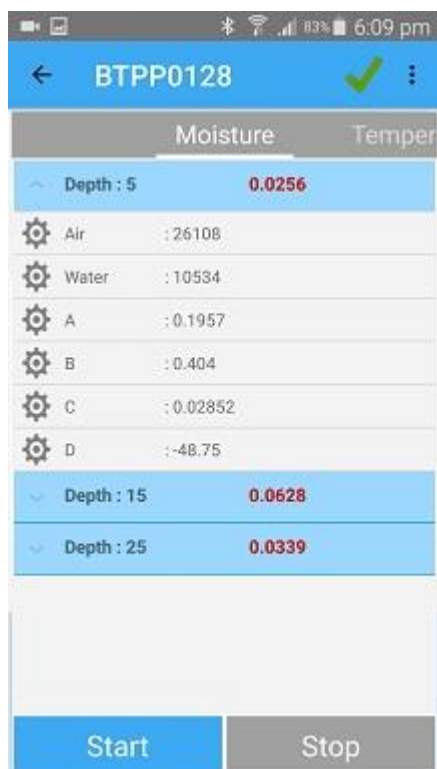 83% 6:09 pm
BTPP0128
Moisture Temper
Depth : 5 0.0256
Air : 26108
Water : 10534
A : 0.1957
B : 0.404
C : 0.02852
D : -48.75
Depth : 15 0.0628
Depth : 25 0.0339
Start Stop